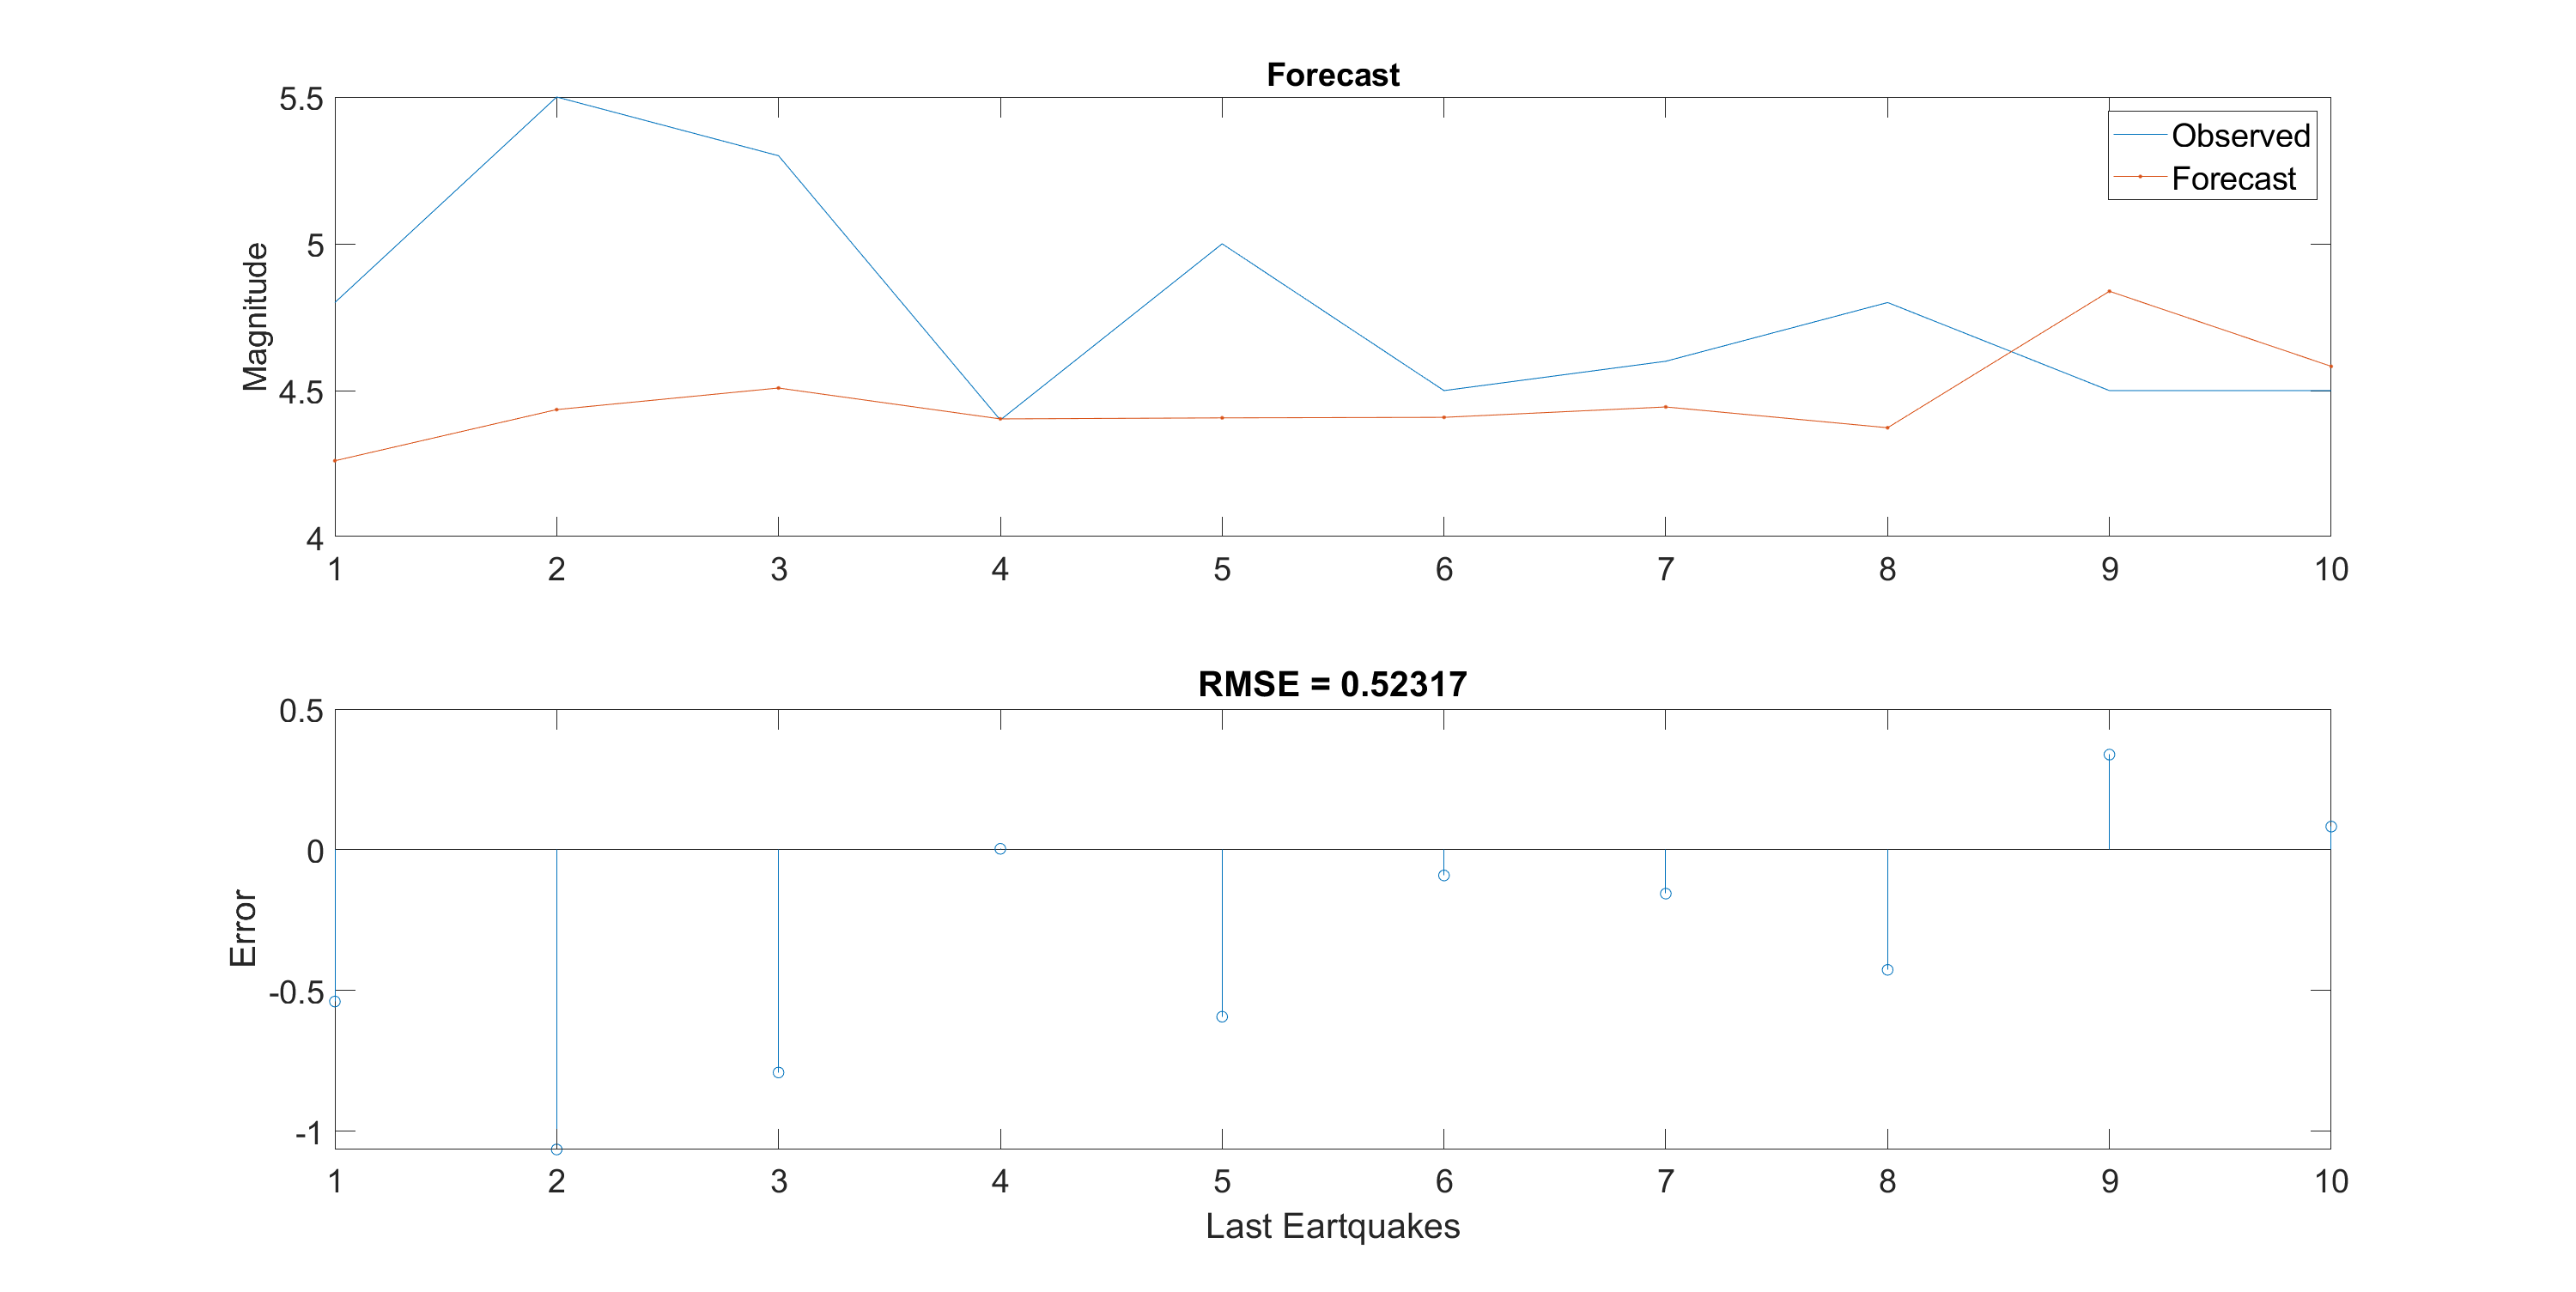 Forecast
5.5
5
4.5
4
Magnitude
Observed
Forecast
1 2 3 4 5 6 7 8 9 10
RMSE = 0.52317
0.5
0
-0.5
-1
Error
1 2 3 4 5 6 7 8 9 10
Last Eartquakes